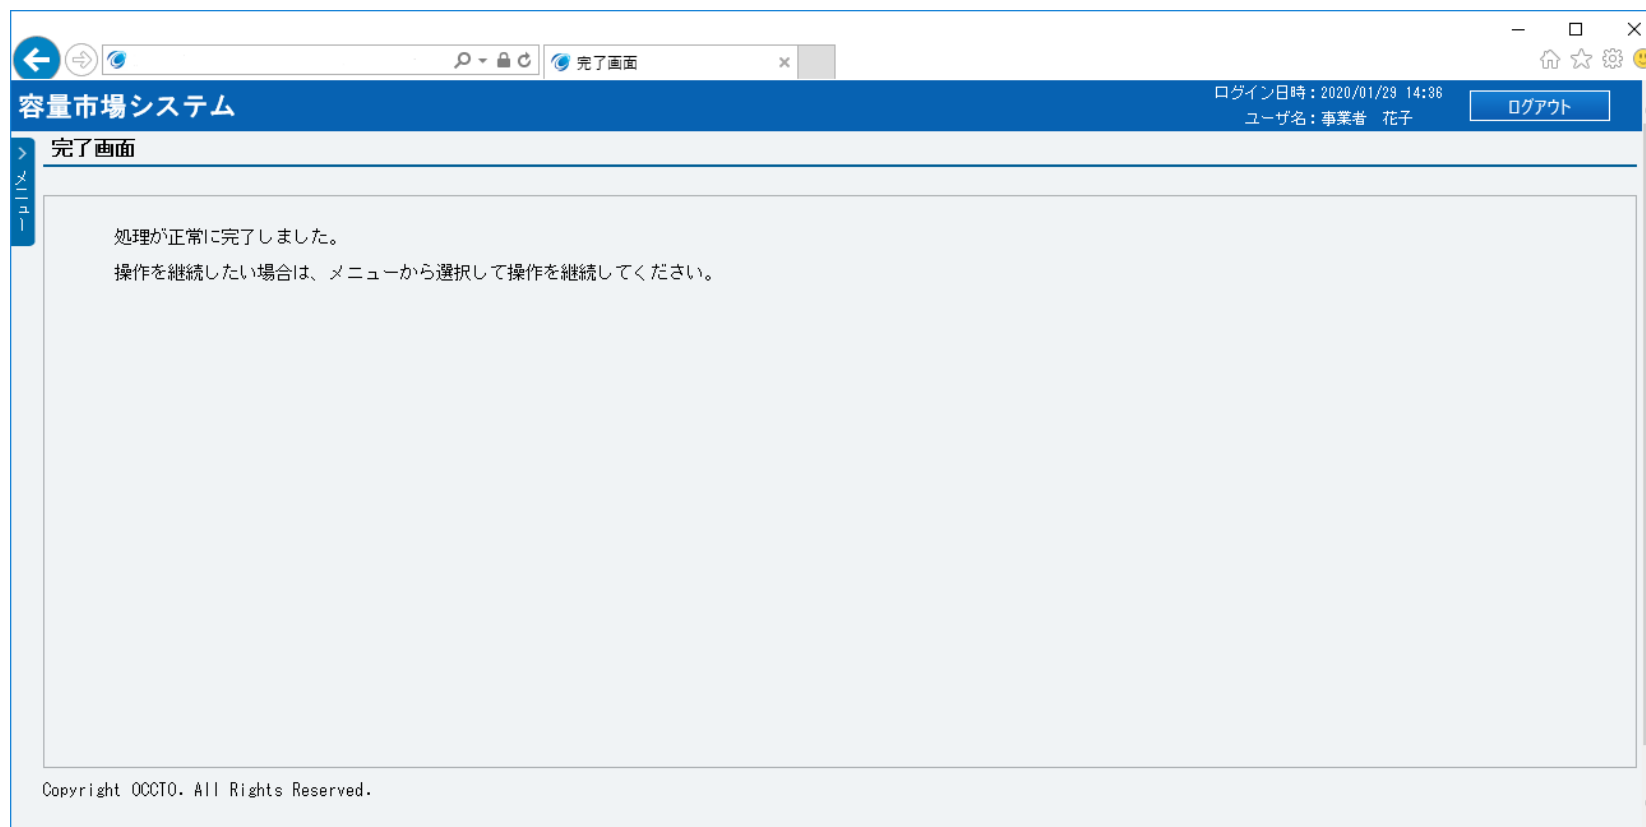 完了画面
容量市場システム
ログイン日時：2020/01/29 14:36
ユーザ名：事業者　花子
ログアウト
メニュー
完了画面
処理が正常に完了しました。
操作を継続したい場合は、メニューから選択して操作を継続してください。
Copyright OCCTO. All Rights Reserved.